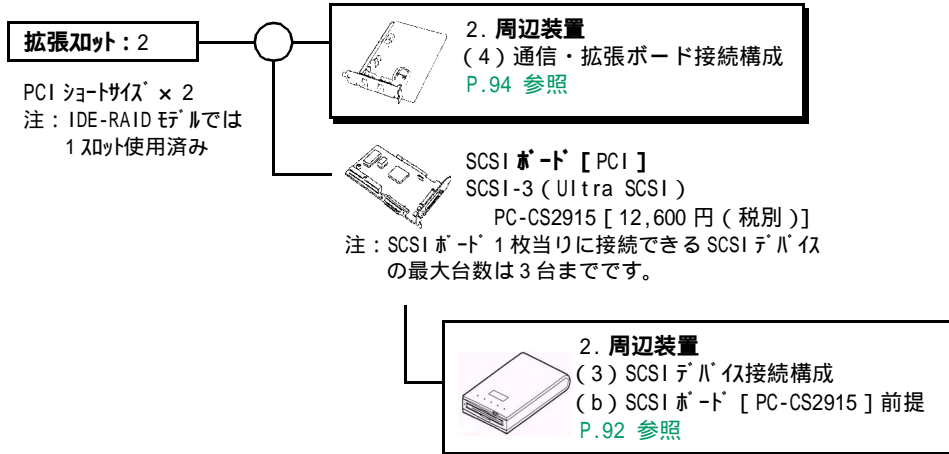 拡張ｽﾛｯﾄ：2
PCI ｼｮｰﾄｻｲｽﾞ × 2
注：IDE-RAID ﾓﾃﾞﾙでは
1 ｽﾛｯﾄ使用済み
2. 周辺装置
(4)通信・拡張ボード接続構成
P.94 参照
SCSI ﾎﾞｰﾄﾞ [ PCI ]
SCSI-3 ( Ultra SCSI )
PC-CS2915 [ 12,600 円 ( 税別 )]
注：SCSI ﾎﾞｰﾄﾞ 1 枚当りに接続できる SCSI ﾃﾞﾊﾞｲｽ
の最大台数は 3 台までです。
2. 周辺装置
(3) SCSI ﾃﾞﾊﾞｲｽ接続構成
(b) SCSI ﾎﾞｰﾄﾞ [ PC-CS2915 ] 前提
P.92 参照